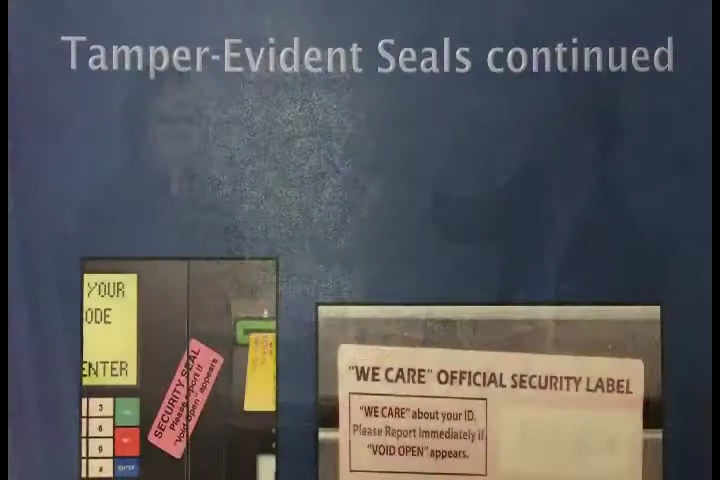 Tamper-Evident Seals continued
YOUR
ODE
ENTER
3
6
9
#
ENTER
SECURITY SEAL
Please report if
"Void Open" appears
"WE CARE" OFFICIAL SECURITY LABEL
"WE CARE" about your ID.
Please Report Immediately if
"VOID OPEN" appears.